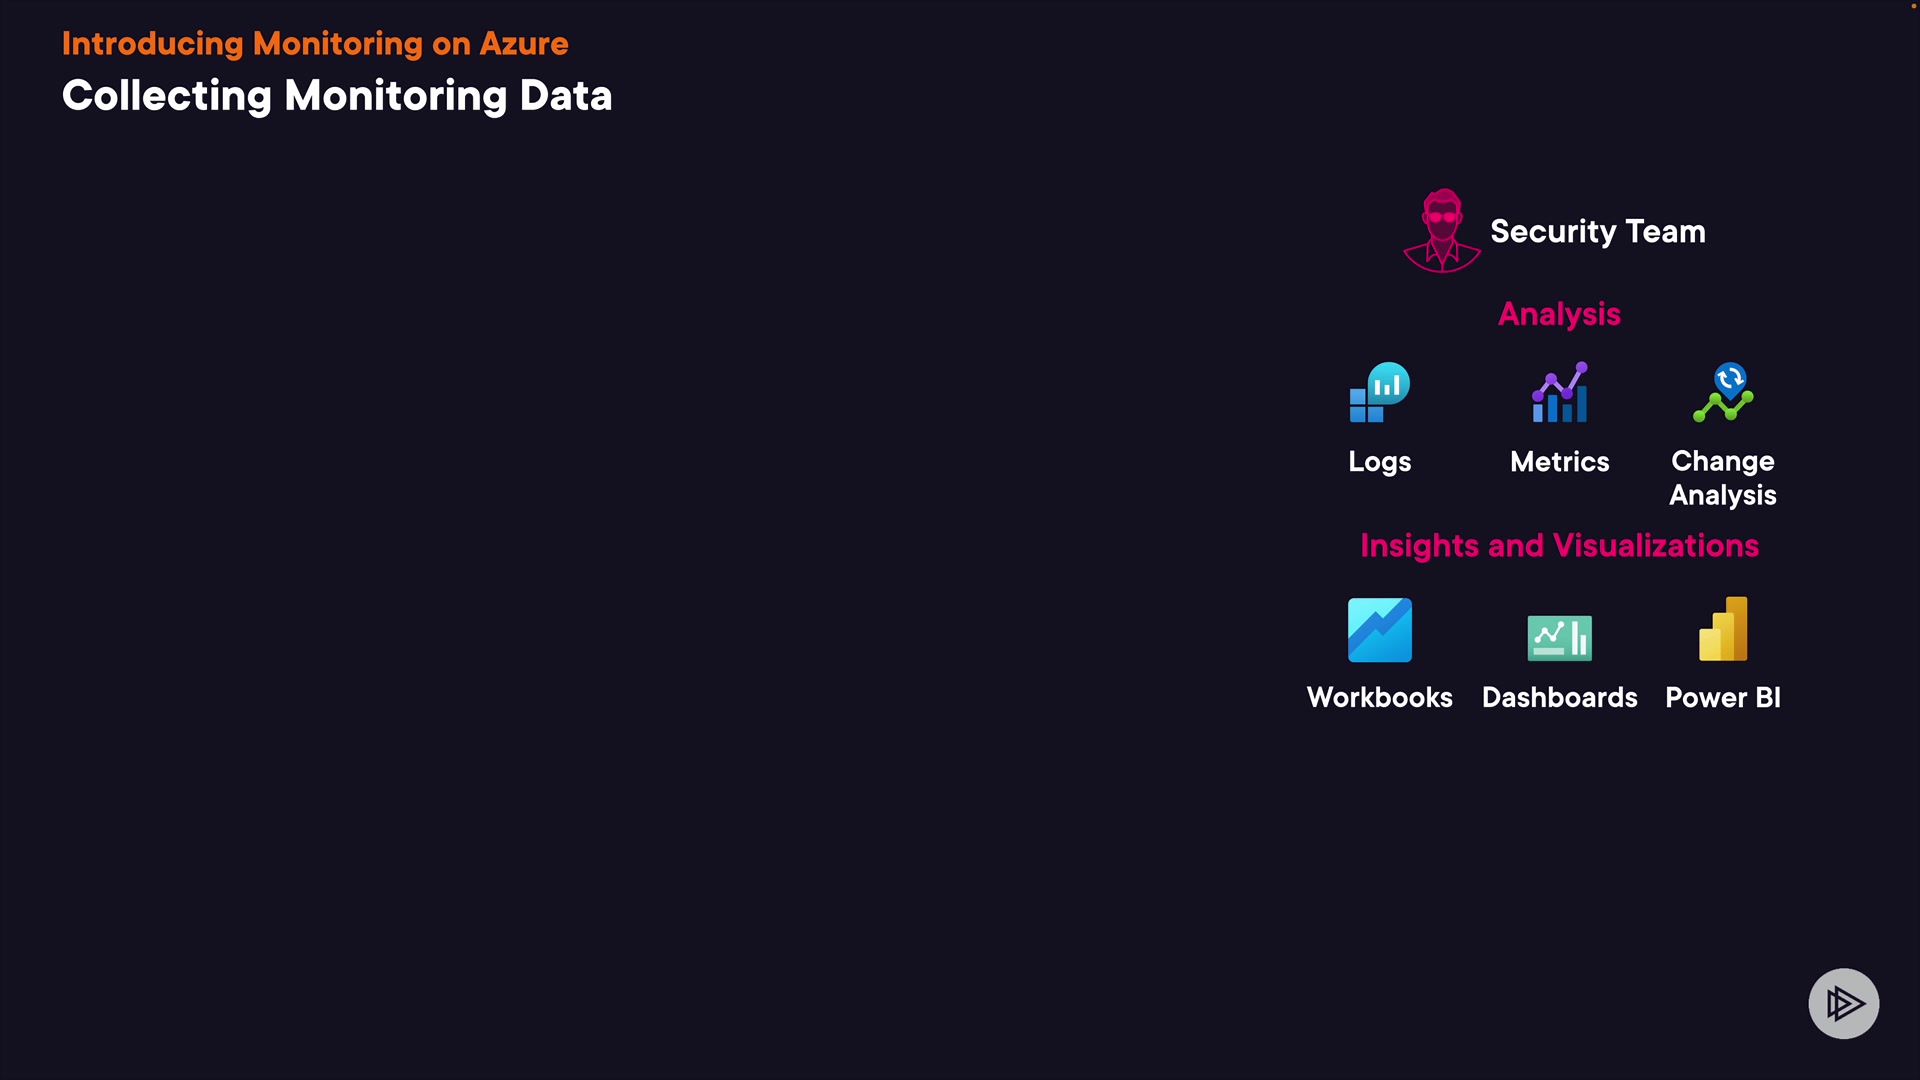 Introducing Monitoring on Azure
Collecting Monitoring Data
Security Team
Analysis
Logs
Metrics
Change
Analysis
Insights and Visualizations
Workbooks
Dashboards
Power BI